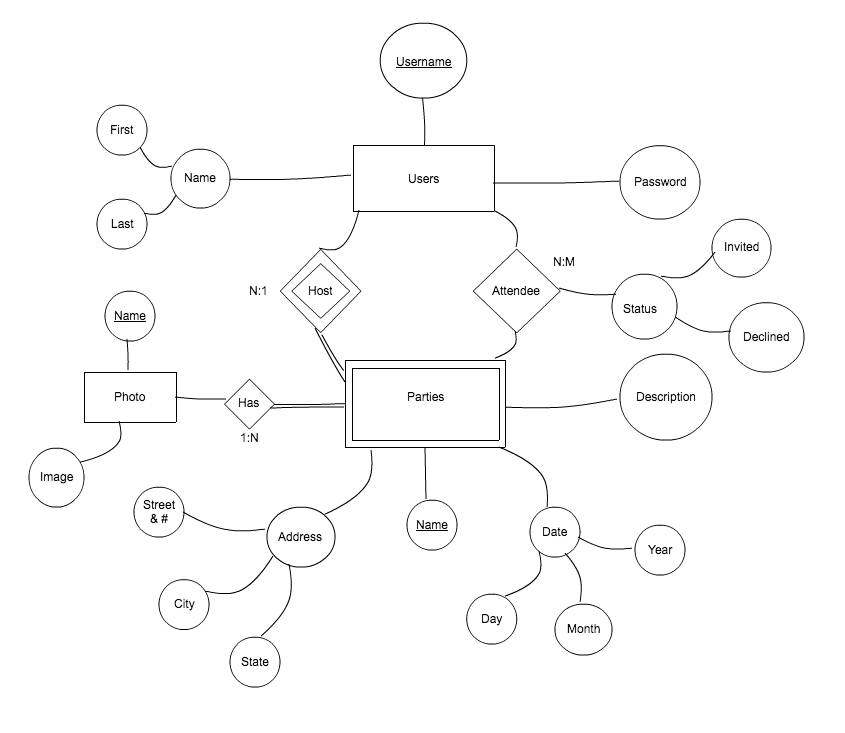 Username
First
Name
Users
Password
Last
Invited
N:M
N:1
Host
Attendee
Status
Name
Declined
Photo
Has
Parties
Description
1:N
Image
Street
& #
Address
Name
Date
Year
City
Day
Month
State